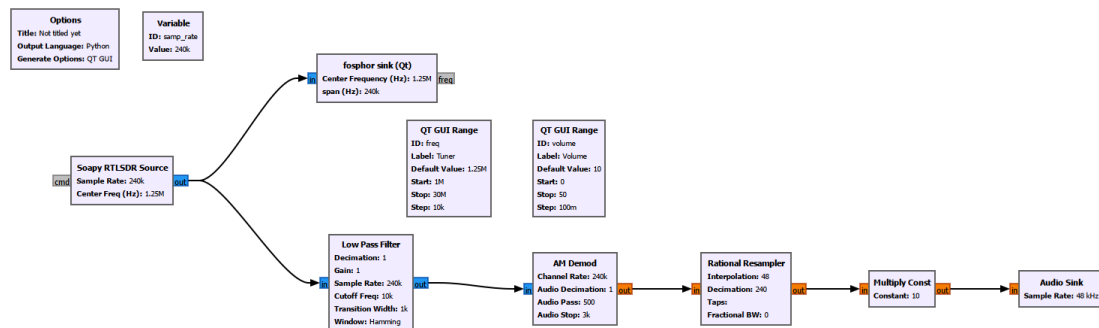 Options
Title: Not titled yet
Output Language: Python
Generate Options: QT GUI
Variable
ID: samp_rate
Value: 240k
fosphor sink (Qt)
in
Center Frequency (Hz): 1.25M
freq
span (Hz): 240k
QT GUI Range
ID: freq
Label: Tuner
Default Value: 1.25M
Start: 1M
Stop: 30M
Step: 10k
QT GUI Range
ID: volume
Label: Volume
Default Value: 10
Start: 0
Stop: 50
Step: 100m
Soapy RTLSDR Source
cmd
Sample Rate: 240k
out
Center Freq (Hz): 1.25M
Low Pass Filter
Decimation: 1
Gain: 1
in
Sample Rate: 240k
out
Cutoff Freq: 10k
Transition Width: 1k
Window: Hamming
AM Demod
Channel Rate: 240k
in
Audio Decimation: 1
out
Audio Pass: 500
Audio Stop: 3k
Rational Resampler
Interpolation: 48
in
Decimation: 240
out
Taps:
Fractional BW: 0
Multiply Const
in
Constant: 10
out
Audio Sink
in
Sample Rate: 48 kHz